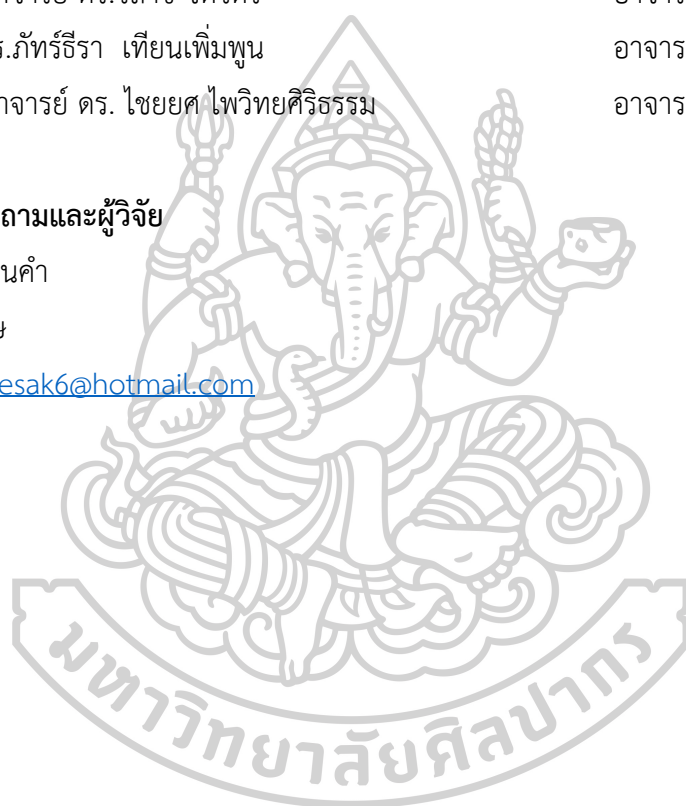 ร.ภัทร์ธีรา เทียนเพิ่มพูน อาจาร
าจารย์ ดร. ไชยยศ ไพวิทยศิริธรรม อาจาร
ถามและผู้วิจัย
นคำ
esak6@hotmail.com
มหาวิทยาลัยศิลปากร